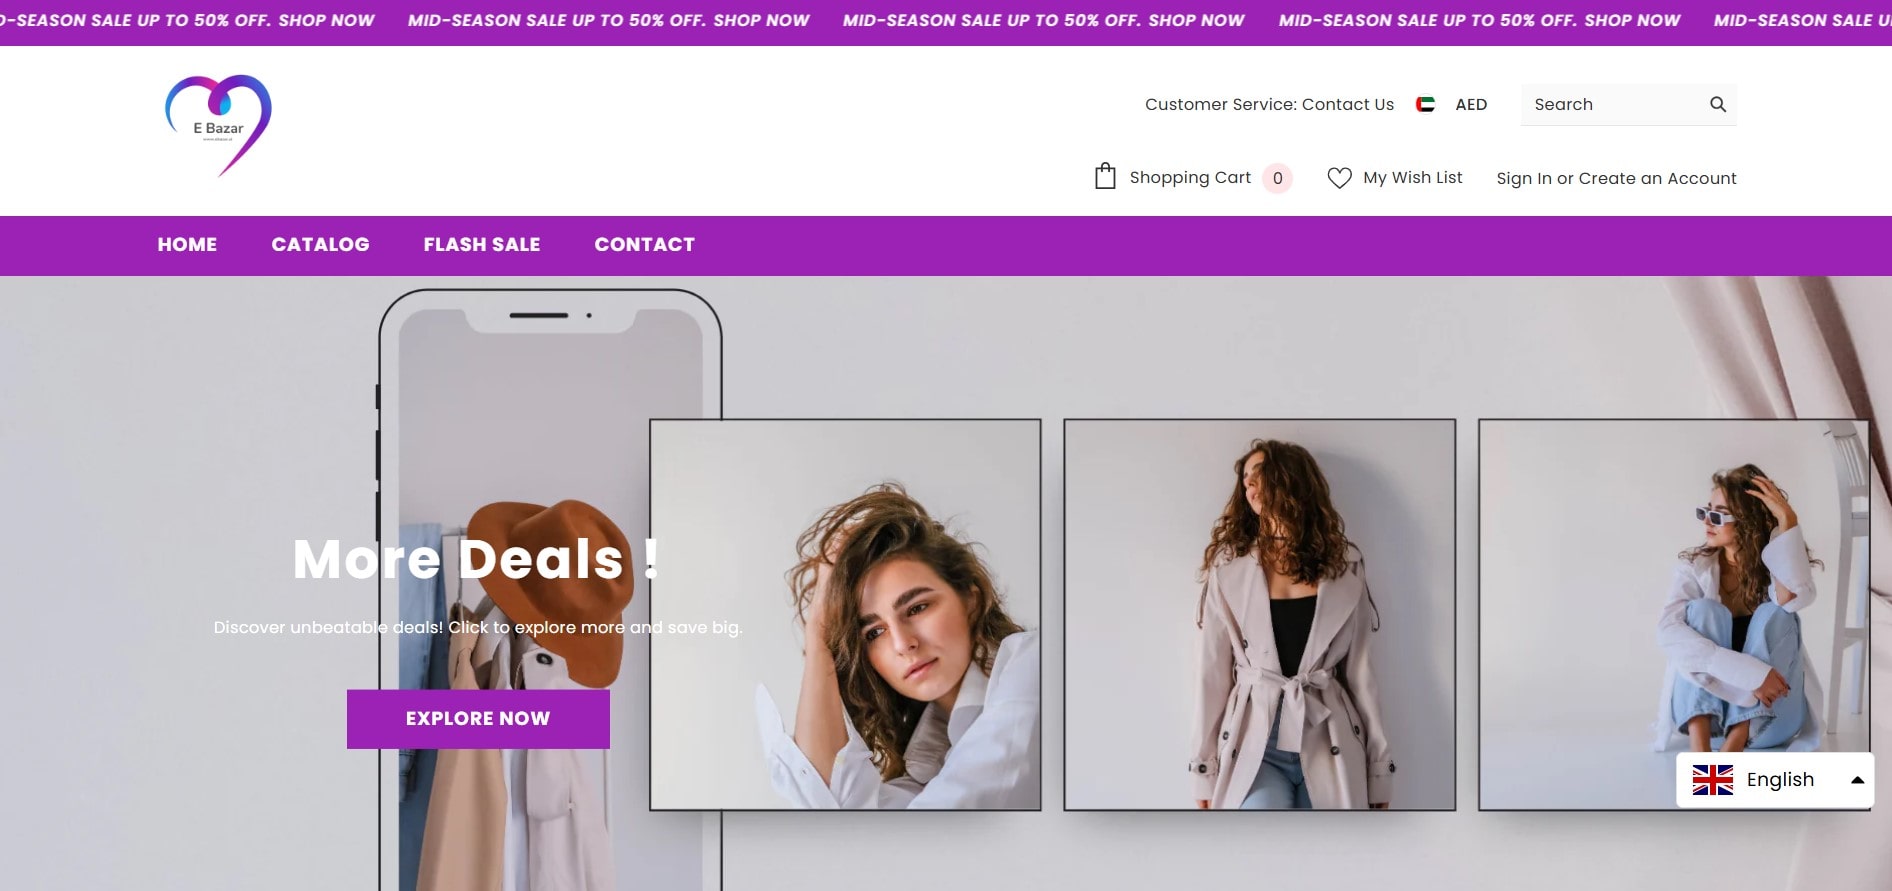 D-SEASON SALE UP TO 50% OFF. SHOP NOW MID-SEASON SALE UP TO 50% OFF. SHOP NOW MID-SEASON SALE UP TO 50% OFF. SHOP NOW MID-SEASON SALE UP TO 50% OFF. SHOP NOW MID-SEASON SALE U
E Bazar
Customer Service: Contact Us AED Search
Shopping Cart 0 My Wish List Sign In or Create an Account
HOME CATALOG FLASH SALE CONTACT
More Deals !
Discover unbeatable deals! Click to explore more and save big.
EXPLORE NOW
English